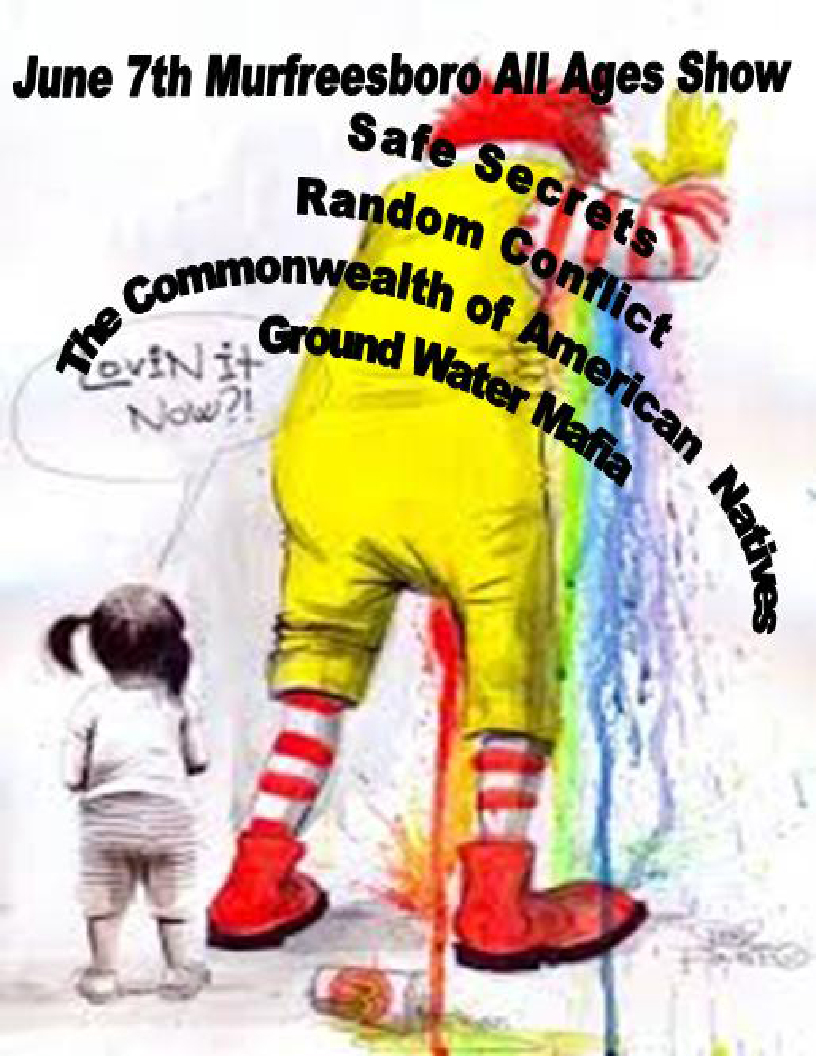 June 7th Murfreesboro All Ages Show
Safe Secrets
Random Conflict
The Commonwealth of American Natives
Ground Water Mafia
LoviN it
Now?!